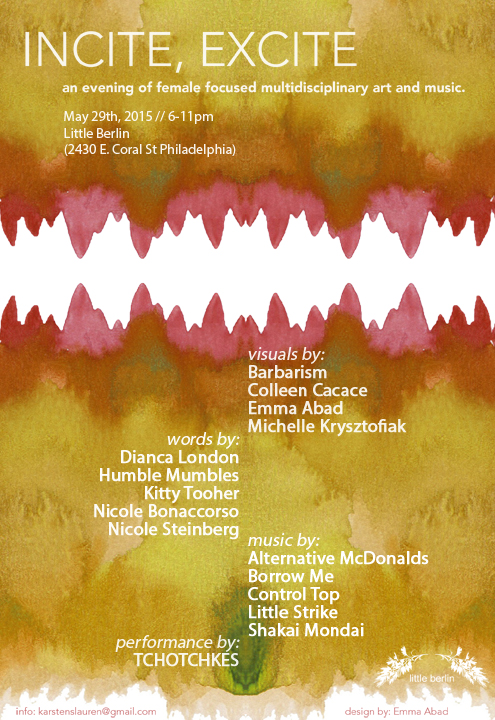 INCITE, EXCITE
an evening of female focused multidisciplinary art and music.
May 29th, 2015 // 6-11pm
Little Berlin
(2430 E. Coral St Philadelphia)
visuals by:
Barbarism
Colleen Cacace
Emma Abad
Michelle Krysztofiak
words by:
Dianca London
Humble Mumbles
Kitty Tooher
Nicole Bonaccorso
Nicole Steinberg
music by:
Alternative McDonalds
Borrow Me
Control Top
Little Strike
Shakai Mondai
performance by:
TCHOTCHKES
little berlin
info: karstenslauren@gmail.com
design by: Emma Abad